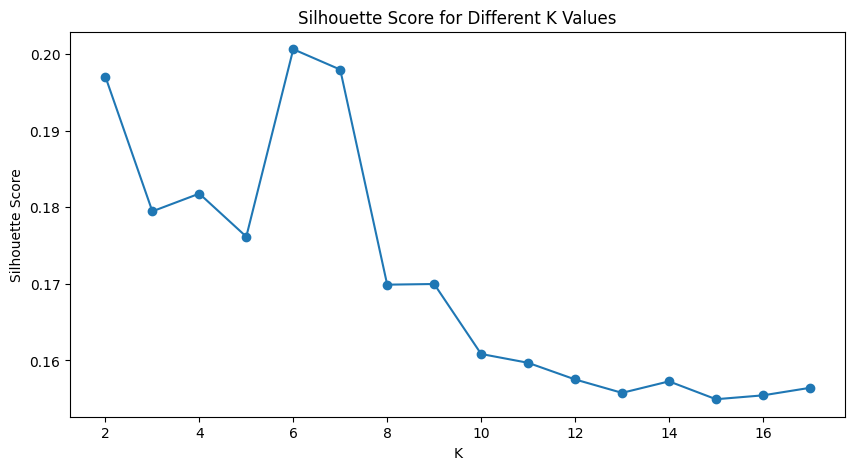 Silhouette Score for Different K Values
0.20
0.19
0.18
0.17
0.16
Silhouette Score
2 4 6 8 10 12 14 16
K